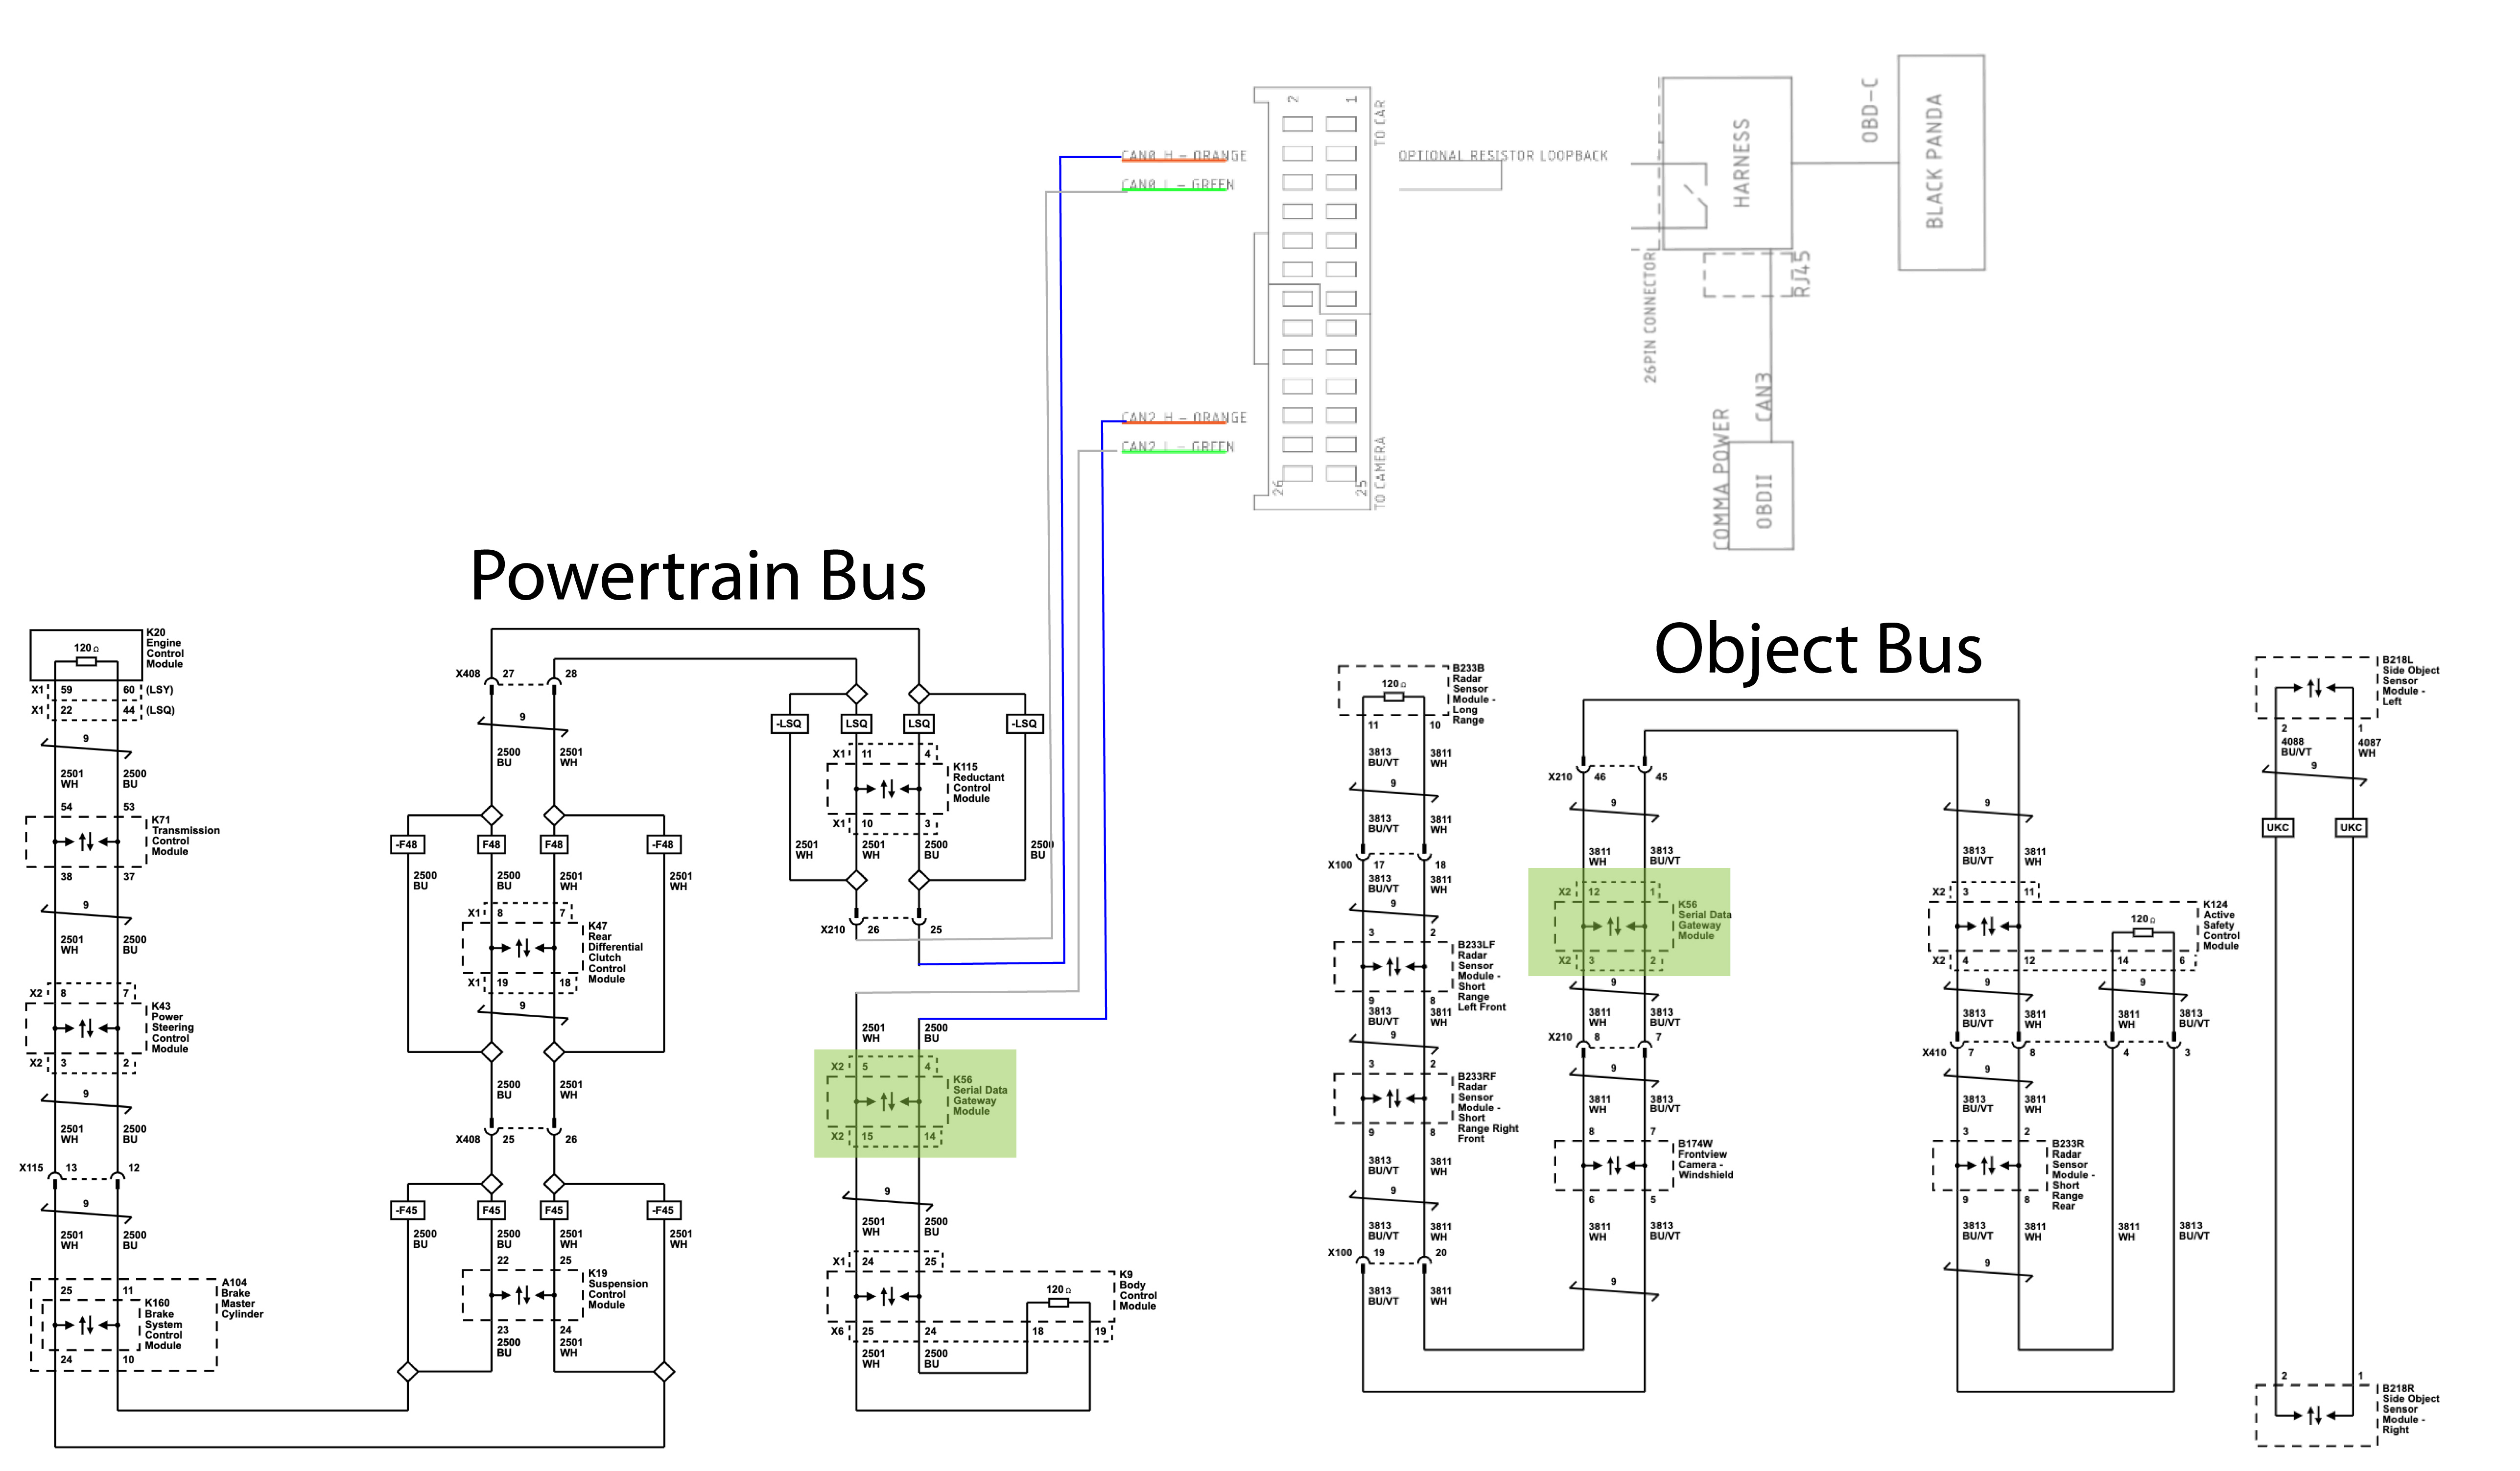 2
1
TO CAR
CAN0 H - ORANGE
CAN0 L - GREEN
OPTIONAL RESISTOR LOOPBACK
CAN2 H - ORANGE
CAN2 L - GREEN
26
25
TO CAMERA
HARNESS
OBD-C
BLACK PANDA
26PIN CONNECTOR
RJ45
CAN3
COMMA POWER
OBDII
Powertrain Bus
K20
Engine
Control
Module
120Ω
X1 59 60 (LSY)
X1 22 44 (LSQ)
9
2501 2500
WH BU
54 53
K71
Transmission
Control
Module
38 37
9
2501 2500
WH BU
X2 8 7
K43
Power
Steering
Control
Module
X2 3 2
9
2501 2500
WH BU
X115 13 12
9
2501 2500
WH BU
A104
Brake
Master
Cylinder
25 11
K160
Brake
System
Control
Module
24 10
X408 27 28
9
2500 2501
BU WH
-F48 F48 F48 -F48
2500 2500 2501 2501
BU BU WH WH
X1 8 7
K47
Rear
Differential
Clutch
Control
Module
X1 19 18
9
2500 2501
BU WH
X408 25 26
-F45 F45 F45 -F45
2500 2500 2501 2501
BU BU WH WH
22 25
K19
Suspension
Control
Module
23 24
2500 2501
BU WH
-LSQ LSQ LSQ -LSQ
X1 11 4
K115
Reductant
Control
Module
X1 10 3
2501 2501 2500 2500
WH WH BU BU
X210 26 25
2501 2500
WH BU
X2 5 4
K56
Serial Data
Gateway
Module
X2 15 14
9
2501 2500
WH BU
X1 24 25
K9
Body
Control
Module
120Ω
X6 25 24 18 19
2501 2500
WH BU
Object Bus
B233B
Radar
Sensor
Module -
Long
Range
120Ω
11 10
3813 3811
BU/VT WH
9
3813 3811
BU/VT WH
X100 17 18
3813 3811
BU/VT WH
9
3 2
B233LF
Radar
Sensor
Module -
Short
Range
Left Front
9 8
3813 3811
BU/VT WH
9
3 2
B233RF
Radar
Sensor
Module -
Short
Range Right
Front
9 8
3813 3811
BU/VT WH
9
3813 3811
BU/VT WH
X100 19 20
3813 3811
BU/VT WH
X210 46 45
9
3811 3813
WH BU/VT
X2 12 1
K56
Serial Data
Gateway
Module
X2 3 2
9
3811 3813
WH BU/VT
X210 8 7
9
3811 3813
WH BU/VT
8 7
B174W
Frontview
Camera -
Windshield
6 5
3811 3813
WH BU/VT
9
9
3813 3811
BU/VT WH
X2 3 11
K124
Active
Safety
Control
Module
120Ω
X2 4 12 14 6
9 9
3813 3811 3811 3813
BU/VT WH WH BU/VT
X410 7 8 4 3
9
3813 3811
BU/VT WH
3 2
B233R
Radar
Sensor
Module -
Short
Range
Rear
9 8
3813 3811 3811 3813
BU/VT WH WH BU/VT
9
B218L
Side Object
Sensor
Module -
Left
2 1
4088 4087
BU/VT WH
9
UKC UKC
2 1
B218R
Side Object
Sensor
Module -
Right